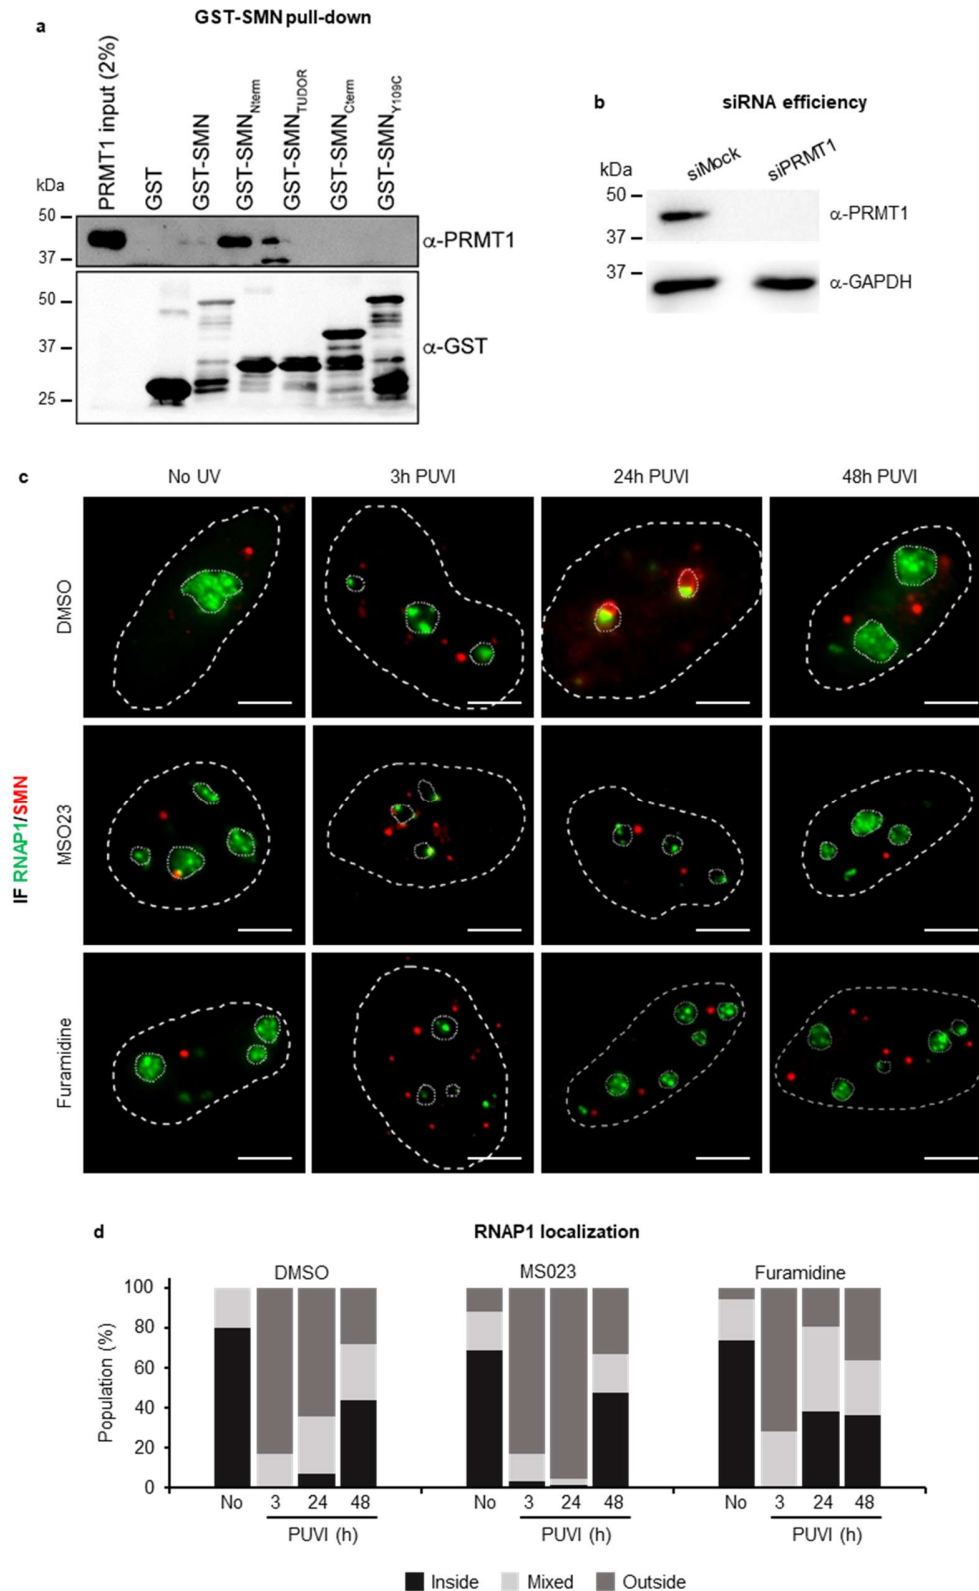 a
GST-SMN pull-down
PRMT1 input (2%)
GST
GST-SMN
GST-SMNNterm
GST-SMNTUDOR
GST-SMNCterm
GST-SMNY109C
kDa
50
37
α-PRMT1
50
37
25
α-GST
b
siRNA efficiency
siMock
siPRMT1
kDa
50
37
α-PRMT1
37
α-GAPDH
c
No UV
3h PUVI
24h PUVI
48h PUVI
IF RNAP1/SMN
DMSO
MSO23
Furamidine
d
RNAP1 localization
DMSO
MS023
Furamidine
Population (%)
100
80
60
40
20
0
No 3 24 48
No 3 24 48
No 3 24 48
PUVI (h)
PUVI (h)
PUVI (h)
Inside Mixed Outside